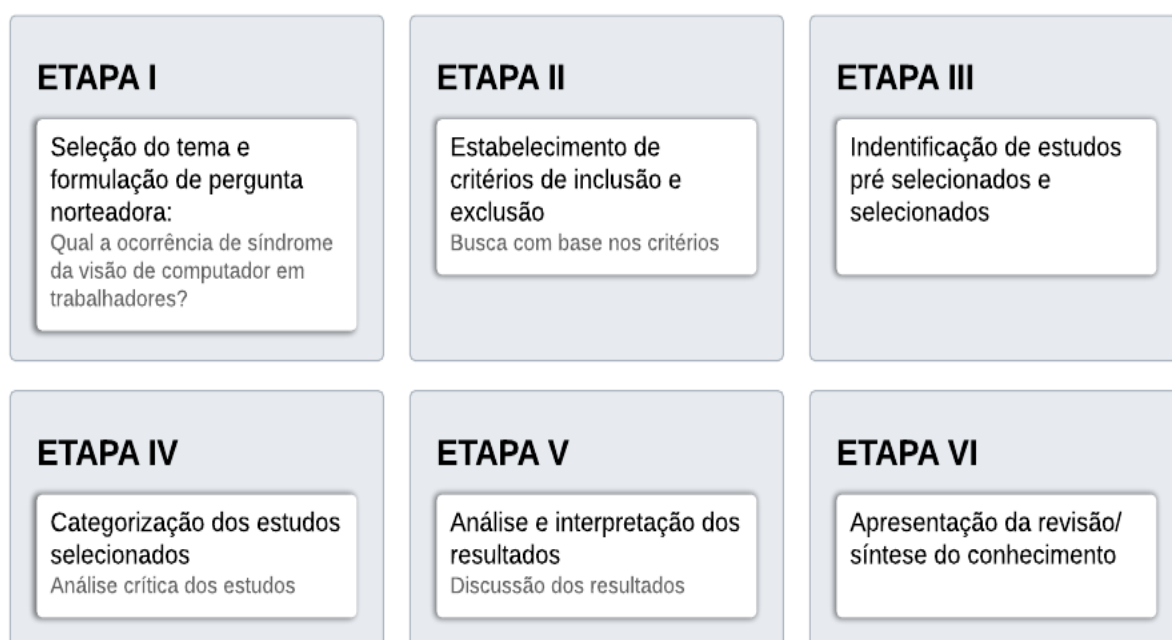 ETAPA I
Seleção do tema e
formulação de pergunta
norteadora:
Qual a ocorrência de síndrome
da visão de computador em
trabalhadores?
ETAPA II
Estabelecimento de
critérios de inclusão e
exclusão
Busca com base nos critérios
ETAPA III
Indentificação de estudos
pré selecionados e
selecionados
ETAPA IV
Categorização dos estudos
selecionados
Análise crítica dos estudos
ETAPA V
Análise e interpretação dos
resultados
Discussão dos resultados
ETAPA VI
Apresentação da revisão/
síntese do conhecimento